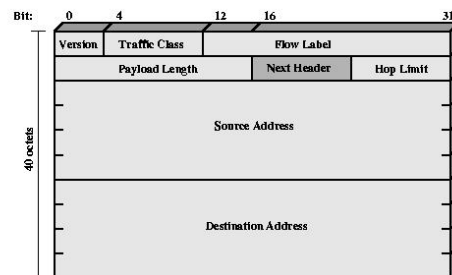 Bit: 0 4 12 16 31
Version Traffic Class Flow Label
Payload Length Next Header Hop Limit
Source Address
40 octets
Destination Address